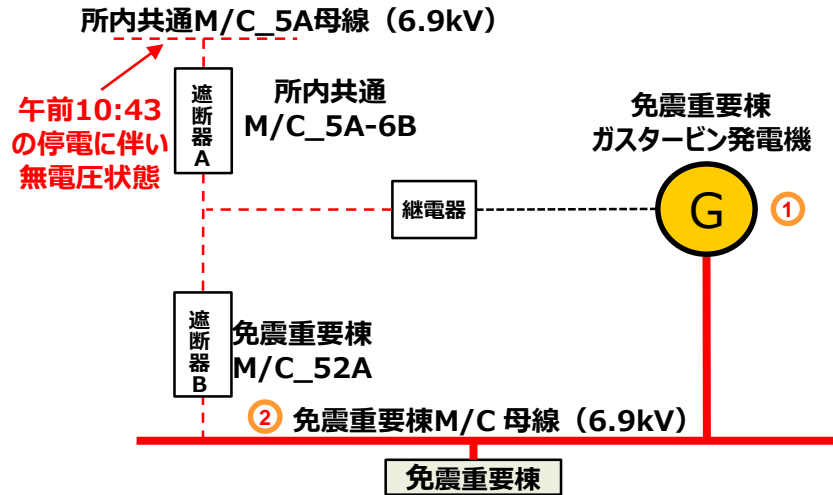 所内共通M/C_5A母線（6.9kV）
午前10:43
の停電に伴い
無電圧状態
遮断器A
所内共通
M/C_5A-6B
免震重要棟
ガスタービン発電機
継電器
G
①
遮断器B
免震重要棟
M/C_52A
② 免震重要棟M/C 母線（6.9kV）
免震重要棟